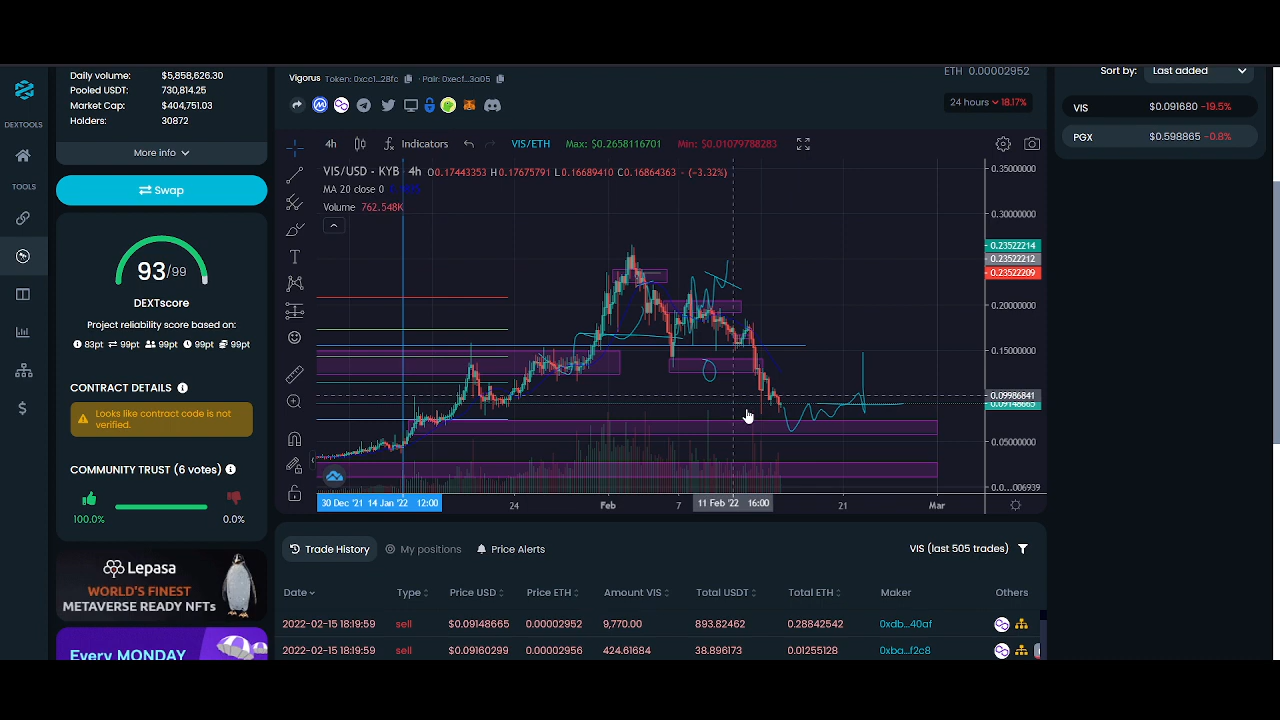 Daily volume: $5,858,626.30
Pooled USDT: 730,814.25
Market Cap: $404,751.03
Holders: 30872
More info
Swap
93/99
DEXTscore
Project reliability score based on:
83pt 99pt 99pt 99pt 99pt
CONTRACT DETAILS
Looks like contract code is not
verified.
COMMUNITY TRUST (6 votes)
100.0% 0.0%
Lepasa
WORLD'S FINEST
METAVERSE READY NFTs
Every MONDAY
DEXTOOLS
TOOLS
Vigorus Token: 0xcc1...28fc Pair: 0xecf...3a05
ETH 0.00002952
24 hours 18.17%
4h Indicators VIS/ETH Max: $0.2658116701 Min: $0.01079788283
VIS/USD - KYB 4h O0.17443353 H0.17675791 L0.16689410 C0.16864363 - (-3.32%)
MA 20 close 0
Volume 762.548K
0.35000000
0.30000000
0.23522214
0.23522212
0.23522209
0.20000000
0.15000000
0.09986841
0.09148665
0.05000000
0.0...006939
30 Dec '21 14 Jan '22 12:00 24 Feb 7 11 Feb '22 16:00 21 Mar
Trade History My positions Price Alerts VIS (last 505 trades)
Date Type Price USD Price ETH Amount VIS Total USDT Total ETH Maker Others
2022-02-15 18:19:59 sell $0.09148665 0.00002952 9,770.00 893.82462 0.28842542 0xdb...40af
2022-02-15 18:19:59 sell $0.09160299 0.00002956 424.61684 38.896173 0.01255128 0xba...f2c8
Sort by: Last added
VIS $0.091680 -19.5%
PGX $0.598865 -0.8%